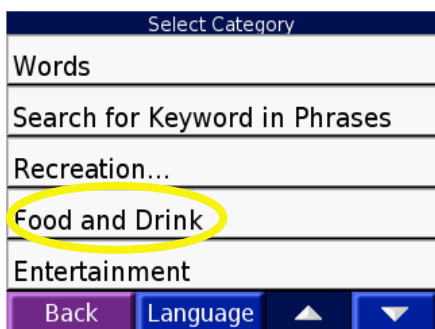 Select Category
Words
Search for Keyword in Phrases
Recreation...
Food and Drink
Entertainment
Back Language